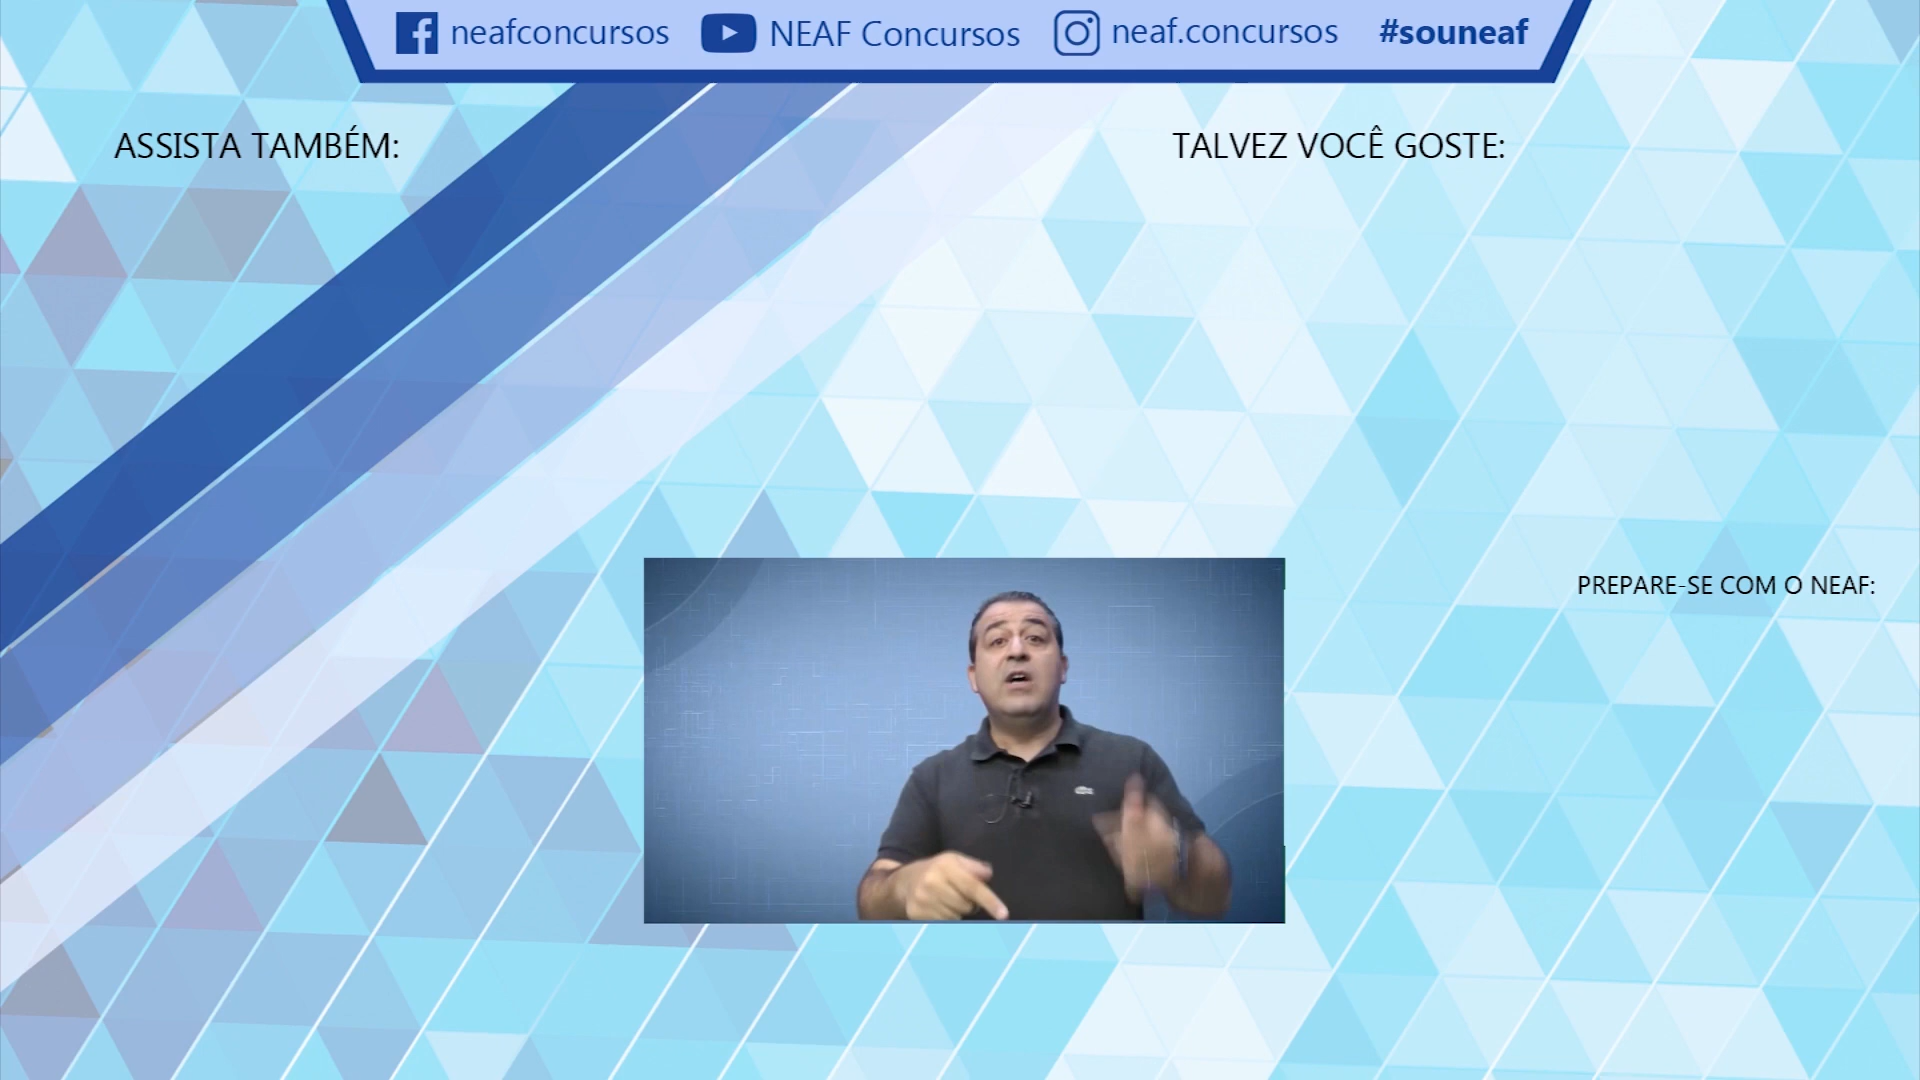 neafconcursos NEAF Concursos neaf.concursos #souneaf
ASSISTA TAMBÉM:
TALVEZ VOCÊ GOSTE:
PREPARE-SE COM O NEAF: